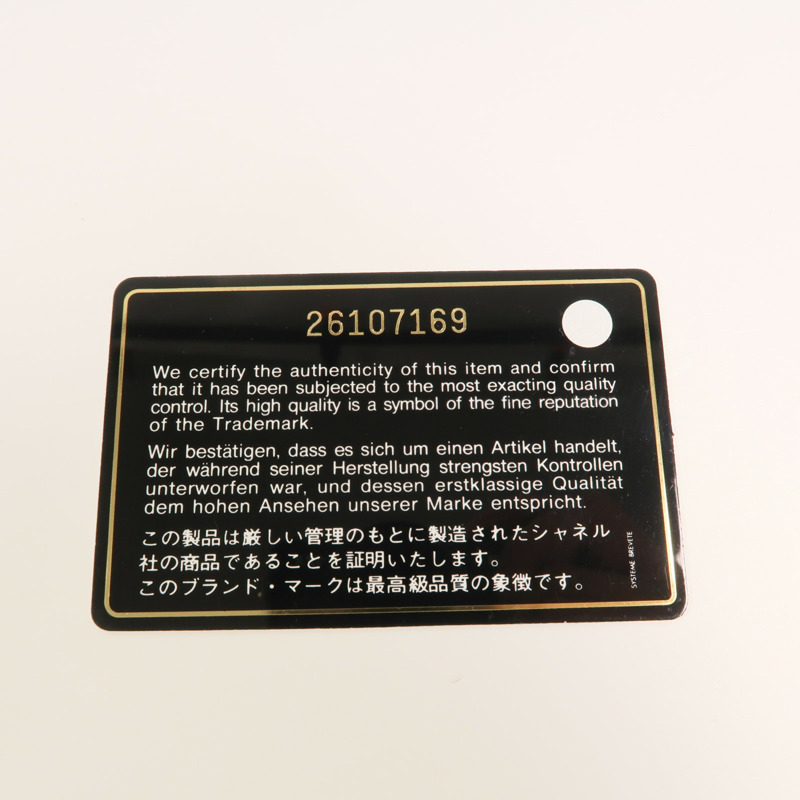 26107169
We certify the authenticity of this item and confirm
that it has been subjected to the most exacting quality
control. Its high quality is a symbol of the fine reputation
of the Trademark.
Wir bestätigen, dass es sich um einen Artikel handelt,
der während seiner Herstellung strengsten Kontrollen
unterworfen war, und dessen erstklassige Qualität
dem hohen Ansehen unserer Marke entspricht.
この製品は厳しい管理のもとに製造されたシャネル
社の商品であることを証明いたします。
このブランド・マークは最高級品質の象徴です。
SYSTEME BREVETE